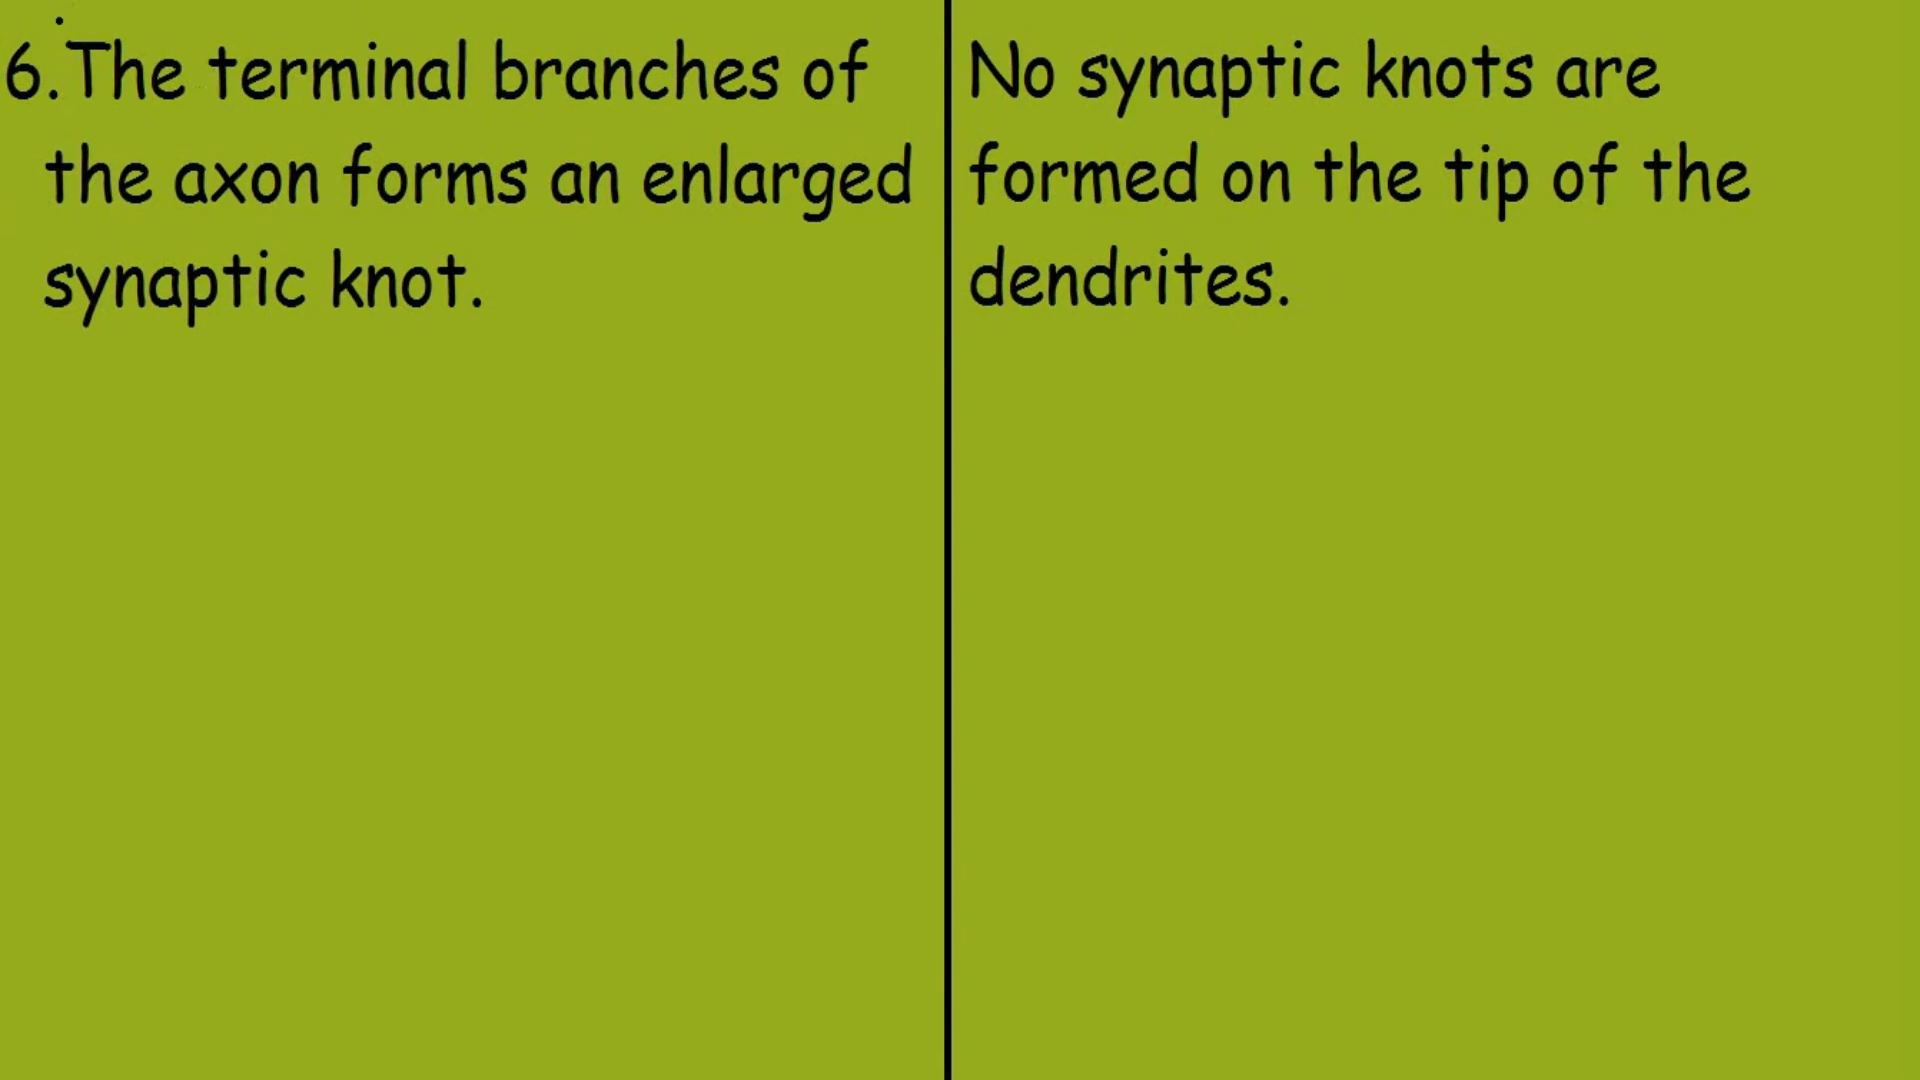 6.The terminal branches of
the axon forms an enlarged
synaptic knot.
No synaptic knots are
formed on the tip of the
dendrites.